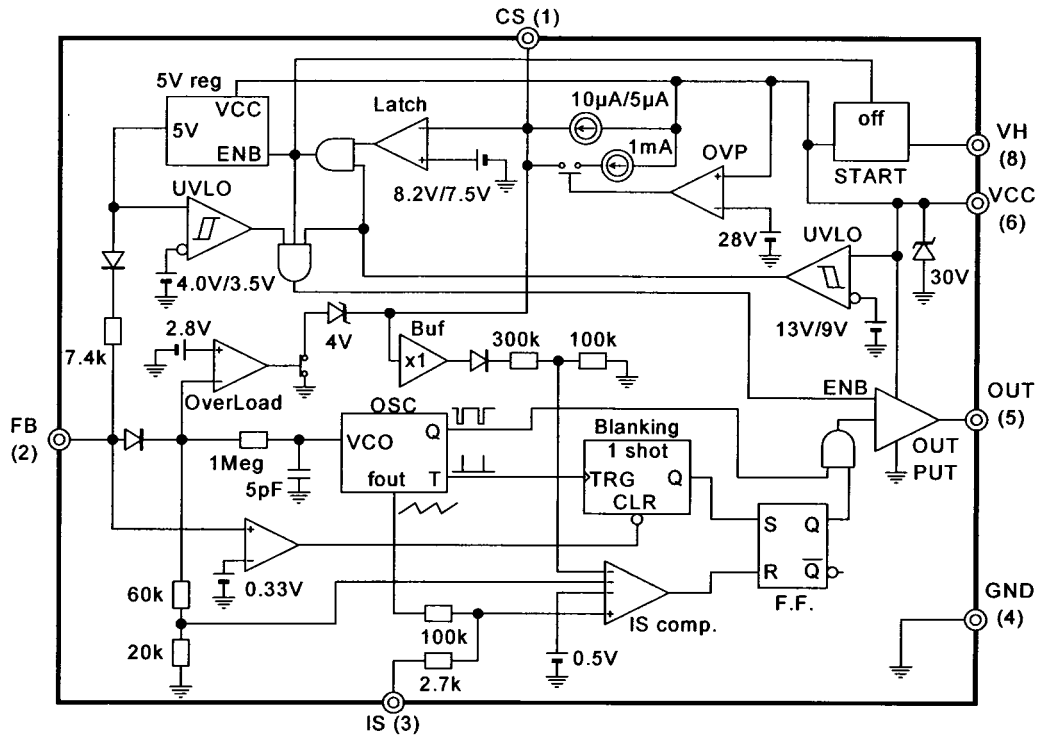 CS (1)
5V reg
VCC
5V
ENB
Latch
8.2V/7.5V
10µA/5µA
1mA
OVP
28V
off
START
VH
(8)
VCC
(6)
UVLO
4.0V/3.5V
UVLO
13V/9V
30V
7.4k
2.8V
OverLoad
4V
Buf
x1
300k
100k
ENB
OUT
PUT
OUT
(5)
FB
(2)
1Meg
5pF
OSC
VCO
Q
fout
T
Blanking
1 shot
TRG
Q
CLR
S
Q
R
Q
F.F.
0.33V
60k
20k
100k
2.7k
IS comp.
0.5V
GND
(4)
IS (3)